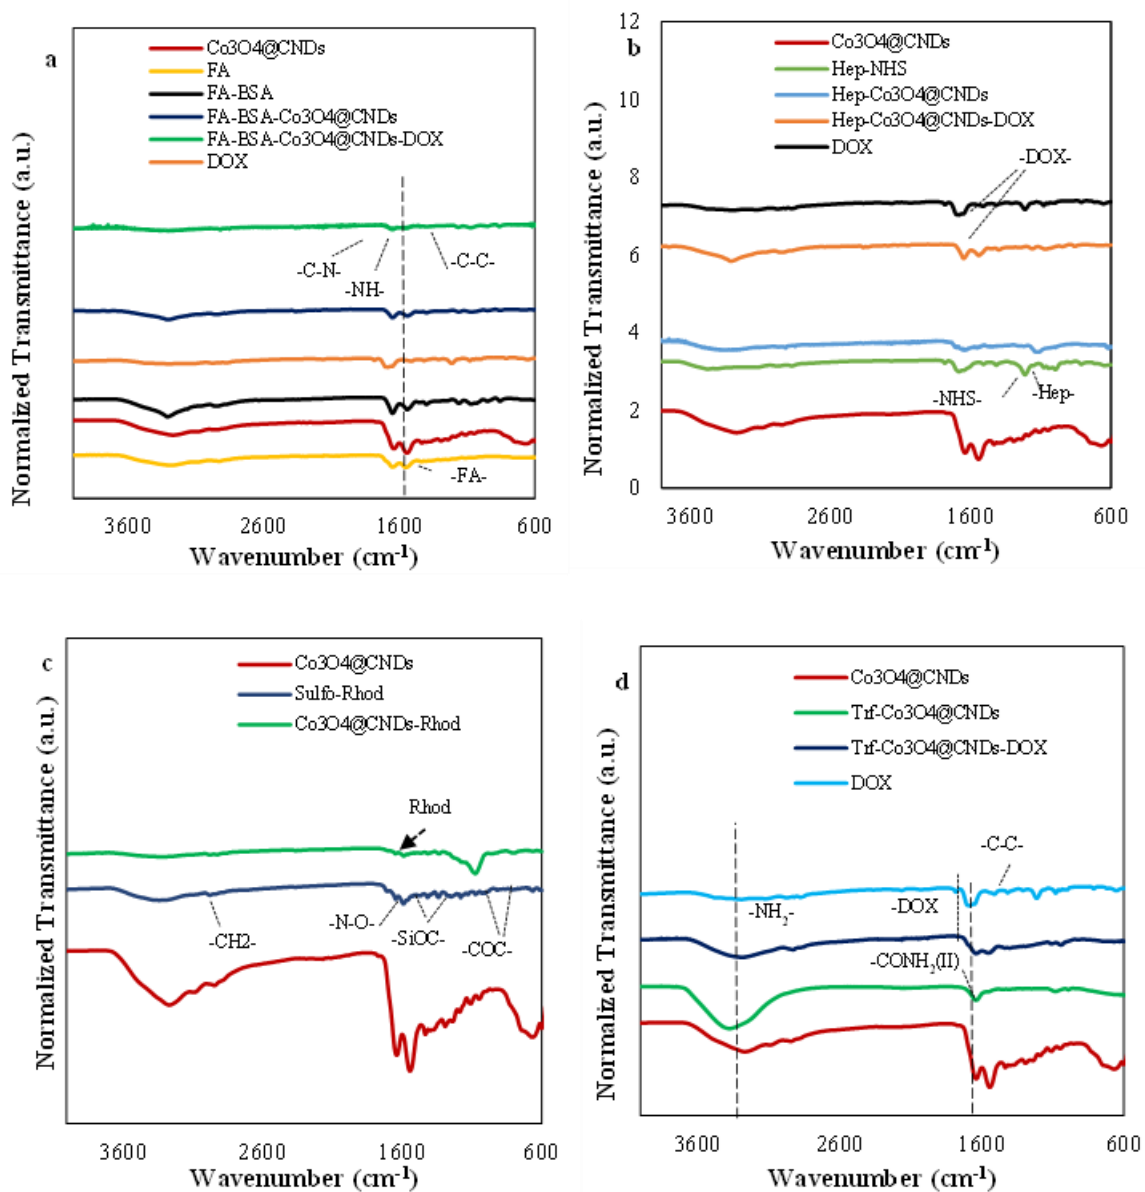 a
Co3O4@CNDs
FA
FA-BSA
FA-BSA-Co3O4@CNDs
FA-BSA-Co3O4@CNDs-DOX
DOX
-C-N-
-NH-
-C-C-
-FA-
Normalized Transmittance (a.u.)
3600 2600 1600 600
Wavenumber (cm-1)
b
Co3O4@CNDs
Hep-NHS
Hep-Co3O4@CNDs
Hep-Co3O4@CNDs-DOX
DOX
-DOX-
-NHS-
-Hep-
12
10
8
6
4
2
0
Normalized Transmittance (a.u.)
3600 2600 1600 600
Wavenumber (cm-1)
c
Co3O4@CNDs
Sulfo-Rhod
Co3O4@CNDs-Rhod
Rhod
-CH2-
-N-O-
-SiOC-
-COC-
Normalized Transmittance (a.u.)
3600 2600 1600 600
Wavenumber (cm-1)
d
Co3O4@CNDs
Trf-Co3O4@CNDs
Trf-Co3O4@CNDs-DOX
DOX
-C-C-
-NH2-
-DOX
-CONH2(II)
Normalized Transmittance (a.u.)
3600 2600 1600 600
Wavenumber (cm-1)